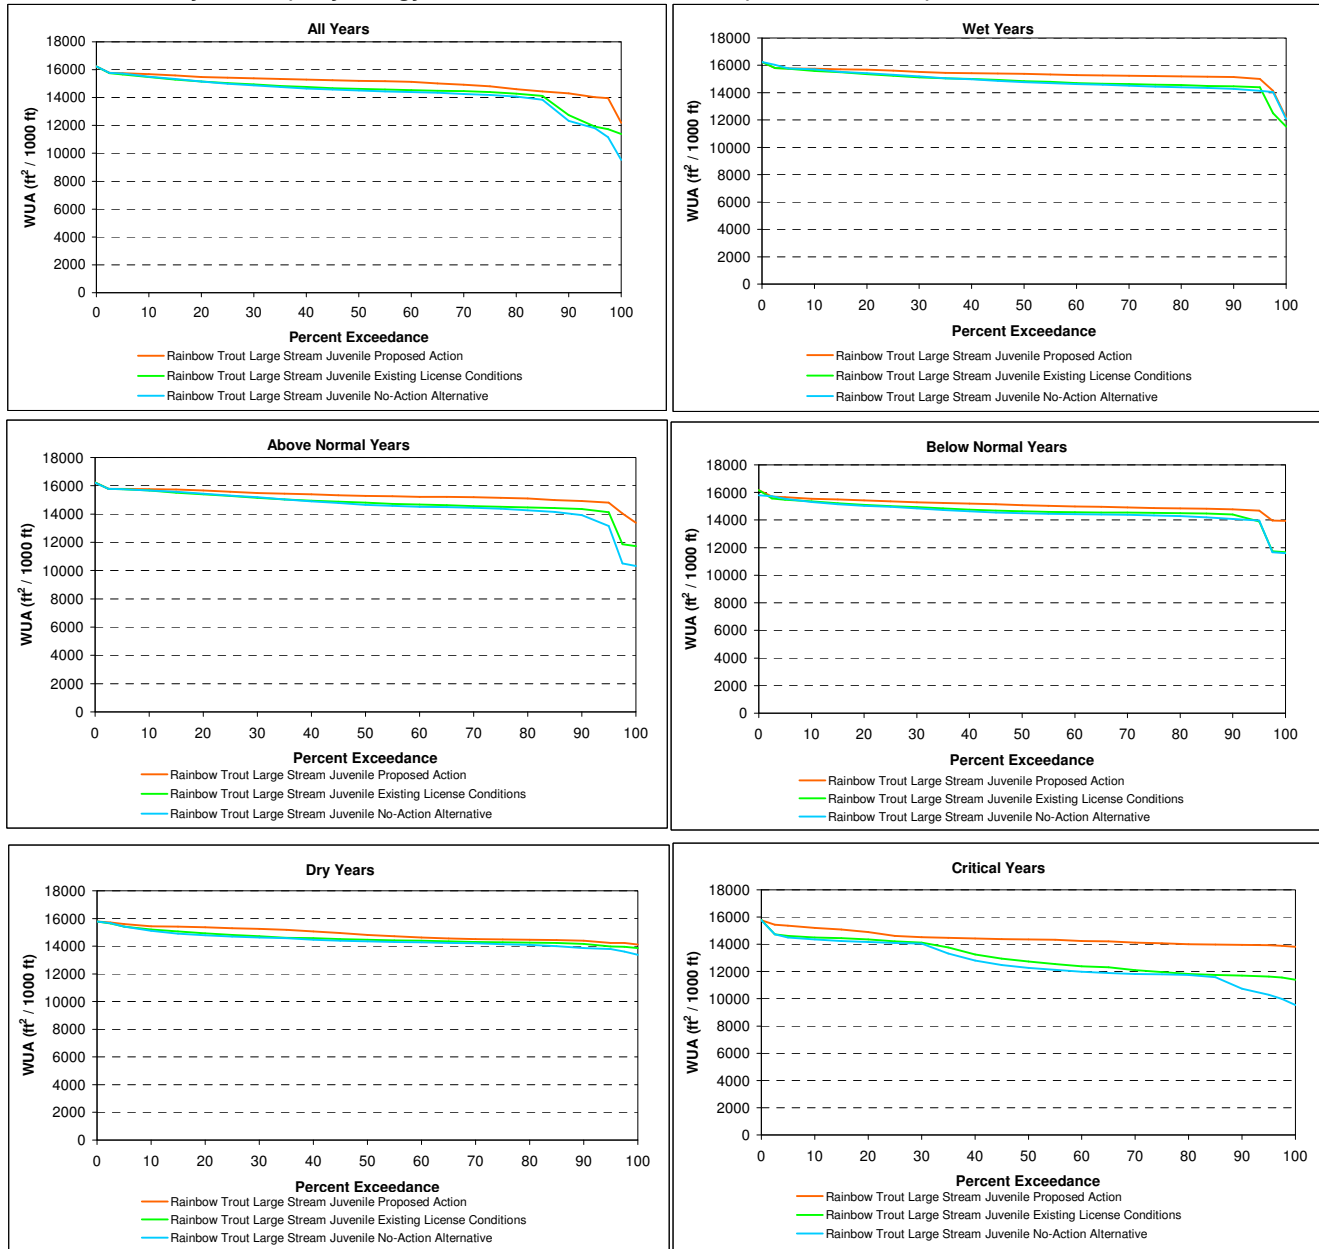 All Years
18000
16000
14000
12000
10000
8000
6000
4000
2000
0
WUA (ft² / 1000 ft)
0 10 20 30 40 50 60 70 80 90 100
Percent Exceedance
Rainbow Trout Large Stream Juvenile Proposed Action
Rainbow Trout Large Stream Juvenile Existing License Conditions
Rainbow Trout Large Stream Juvenile No-Action Alternative
Wet Years
18000
16000
14000
12000
10000
8000
6000
4000
2000
0
WUA (ft² / 1000 ft)
0 10 20 30 40 50 60 70 80 90 100
Percent Exceedance
Rainbow Trout Large Stream Juvenile Proposed Action
Rainbow Trout Large Stream Juvenile Existing License Conditions
Rainbow Trout Large Stream Juvenile No-Action Alternative
Above Normal Years
18000
16000
14000
12000
10000
8000
6000
4000
2000
0
WUA (ft² / 1000 ft)
0 10 20 30 40 50 60 70 80 90 100
Percent Exceedance
Rainbow Trout Large Stream Juvenile Proposed Action
Rainbow Trout Large Stream Juvenile Existing License Conditions
Rainbow Trout Large Stream Juvenile No-Action Alternative
Below Normal Years
18000
16000
14000
12000
10000
8000
6000
4000
2000
0
WUA (ft² / 1000 ft)
0 10 20 30 40 50 60 70 80 90 100
Percent Exceedance
Rainbow Trout Large Stream Juvenile Proposed Action
Rainbow Trout Large Stream Juvenile Existing License Conditions
Rainbow Trout Large Stream Juvenile No-Action Alternative
Dry Years
18000
16000
14000
12000
10000
8000
6000
4000
2000
0
WUA (ft² / 1000 ft)
0 10 20 30 40 50 60 70 80 90 100
Percent Exceedance
Rainbow Trout Large Stream Juvenile Proposed Action
Rainbow Trout Large Stream Juvenile Existing License Conditions
Rainbow Trout Large Stream Juvenile No-Action Alternative
Critical Years
18000
16000
14000
12000
10000
8000
6000
4000
2000
0
WUA (ft² / 1000 ft)
0 10 20 30 40 50 60 70 80 90 100
Percent Exceedance
Rainbow Trout Large Stream Juvenile Proposed Action
Rainbow Trout Large Stream Juvenile Existing License Conditions
Rainbow Trout Large Stream Juvenile No-Action Alternative